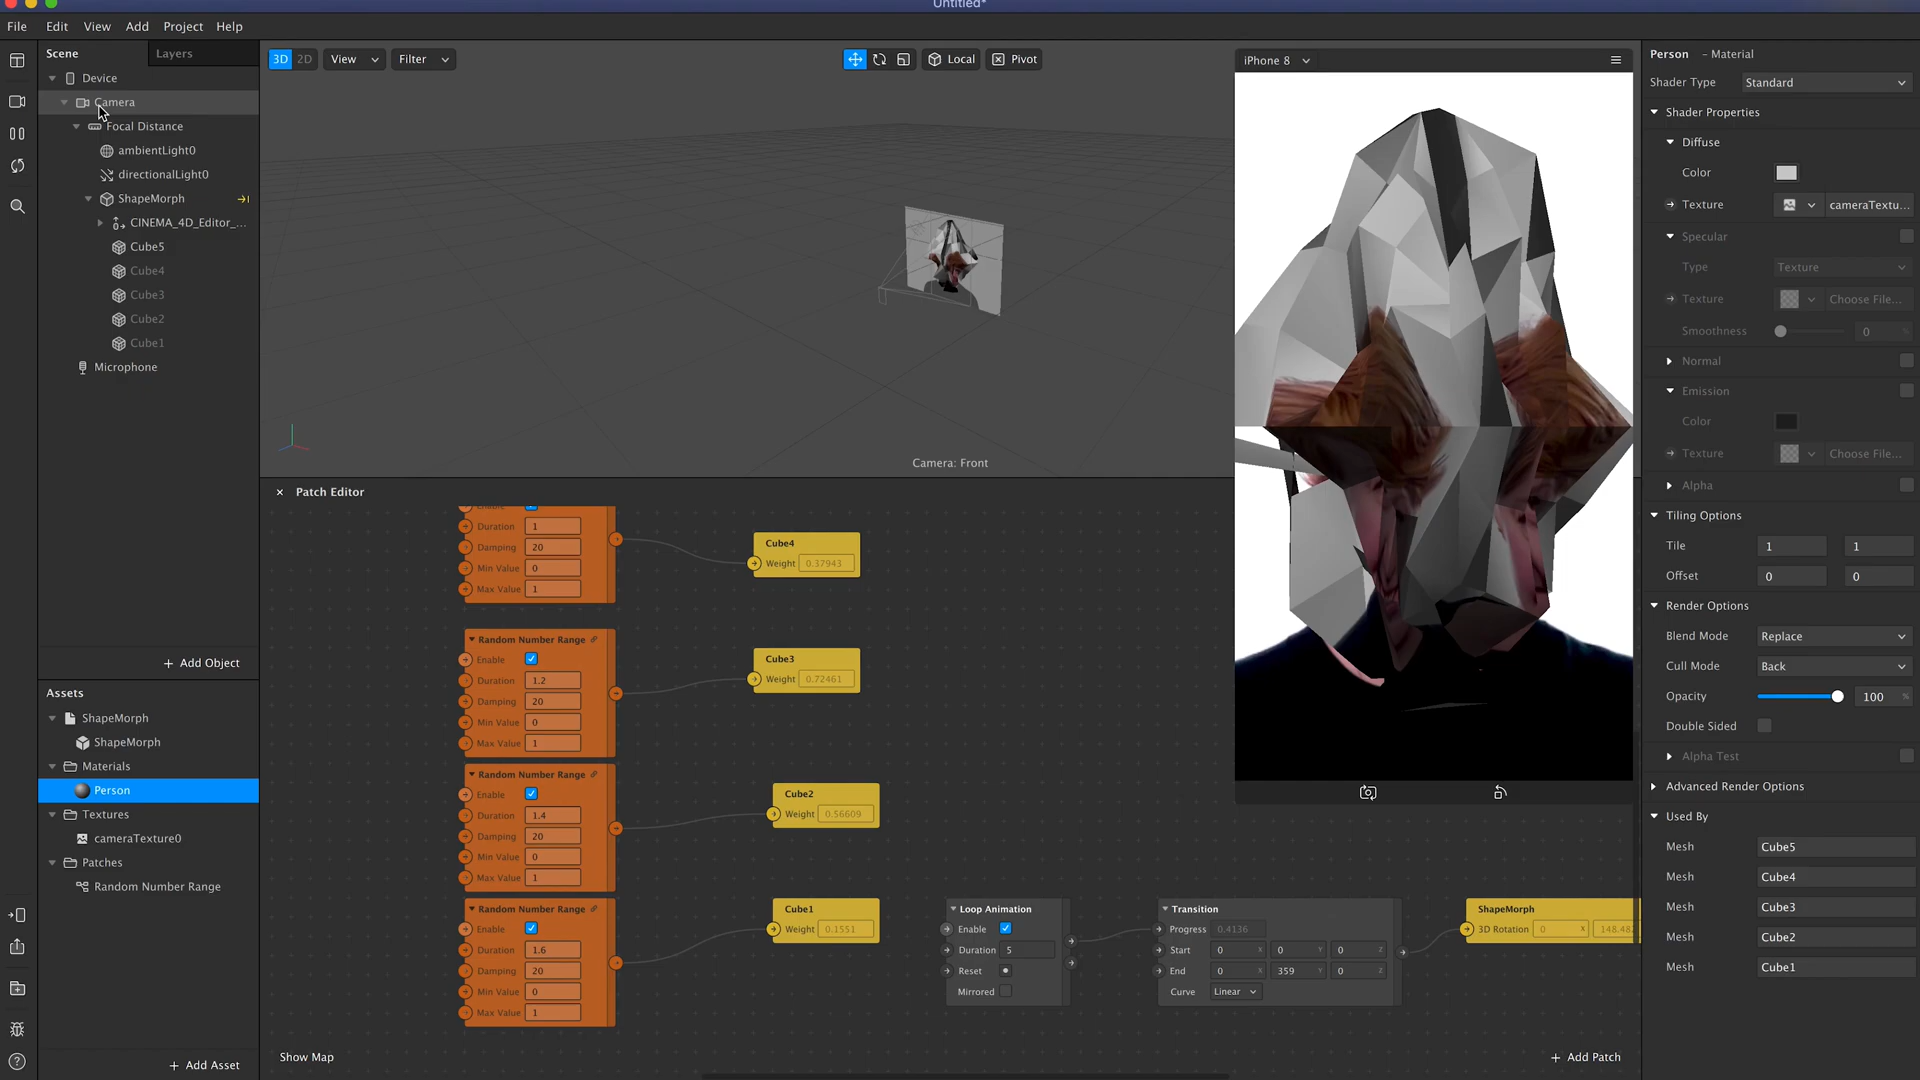 Untitled*
File Edit View Add Project Help
Scene Layers
Device
Camera
Focal Distance
ambientLight0
directionalLight0
ShapeMorph
CINEMA_4D_Editor_...
Cube5
Cube4
Cube3
Cube2
Cube1
Microphone
+ Add Object
Assets
ShapeMorph
ShapeMorph
Materials
Person
Textures
cameraTexture0
Patches
Random Number Range
+ Add Asset
3D 2D View Filter Local Pivot
Camera: Front
iPhone 8
× Patch Editor
Enable
Duration 1
Damping 20
Min Value 0
Max Value 1
Cube4
Weight 0.37943
Random Number Range
Enable
Duration 1.2
Damping 20
Min Value 0
Max Value 1
Cube3
Weight 0.72461
Random Number Range
Enable
Duration 1.4
Damping 20
Min Value 0
Max Value 1
Cube2
Weight 0.56609
Random Number Range
Enable
Duration 1.6
Damping 20
Min Value 0
Max Value 1
Cube1
Weight 0.1551
Loop Animation
Enable
Duration 5
Reset
Mirrored
Transition
Progress 0.4136
Start 0 X 0 Y 0 Z
End 0 X 359 Y 0 Z
Curve Linear
ShapeMorph
3D Rotation 0 X 148.48
Show Map
+ Add Patch
Person - Material
Shader Type Standard
Shader Properties
Diffuse
Color
Texture cameraTextu...
Specular
Type Texture
Texture Choose File...
Smoothness 0 %
Normal
Emission
Color
Texture Choose File...
Alpha
Tiling Options
Tile 1 1
Offset 0 0
Render Options
Blend Mode Replace
Cull Mode Back
Opacity 100 %
Double Sided
Alpha Test
Advanced Render Options
Used By
Mesh Cube5
Mesh Cube4
Mesh Cube3
Mesh Cube2
Mesh Cube1